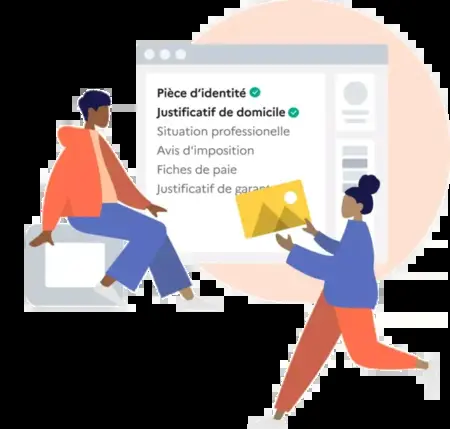 Pièce d'identité
Justificatif de domicile
Situation professionelle
Avis d'imposition
Fiches de paie
Justificatif de